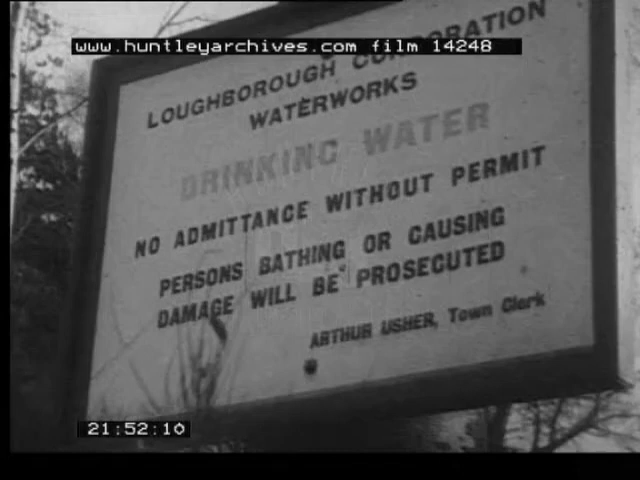 www.huntleyarchives.com film 14248
LOUGHBOROUGH CORPORATION
WATERWORKS
DRINKING WATER
NO ADMITTANCE WITHOUT PERMIT
PERSONS BATHING OR CAUSING
DAMAGE WILL BE PROSECUTED
ARTHUR USHER, Town Clerk
21:52:10